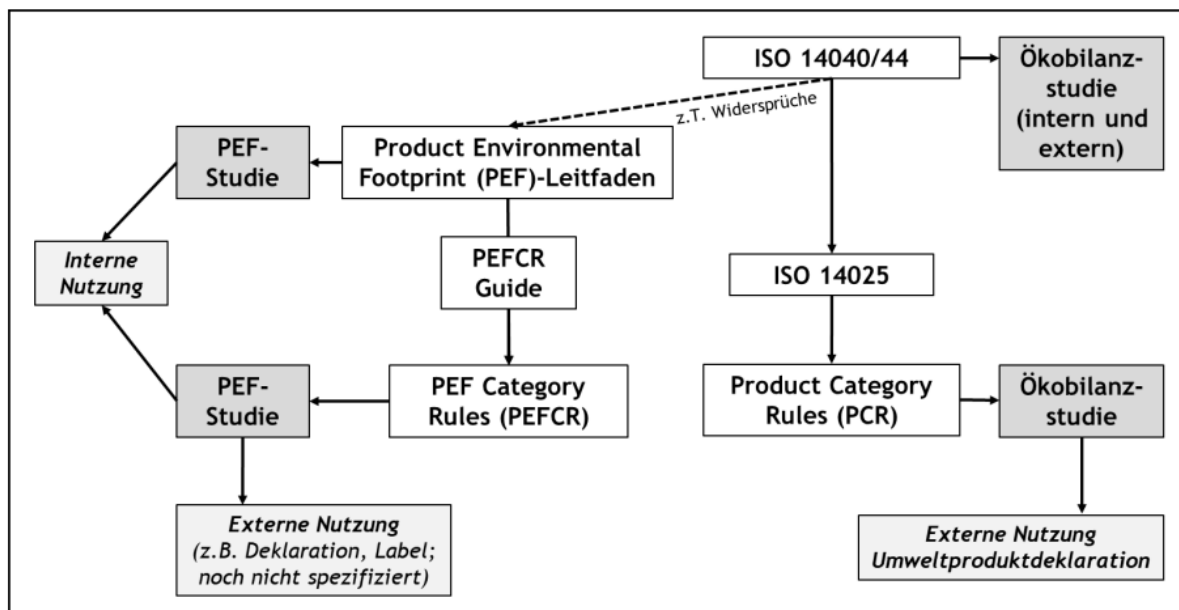 ISO 14040/44
Ökobilanz-
studie
(intern und
extern)
z.T. Widersprüche
PEF-
Studie
Product Environmental
Footprint (PEF)-Leitfaden
Interne
Nutzung
PEFCR
Guide
ISO 14025
PEF-
Studie
PEF Category
Rules (PEFCR)
Product Category
Rules (PCR)
Ökobilanz-
studie
Externe Nutzung
(z.B. Deklaration, Label;
noch nicht spezifiziert)
Externe Nutzung
Umweltproduktdeklaration